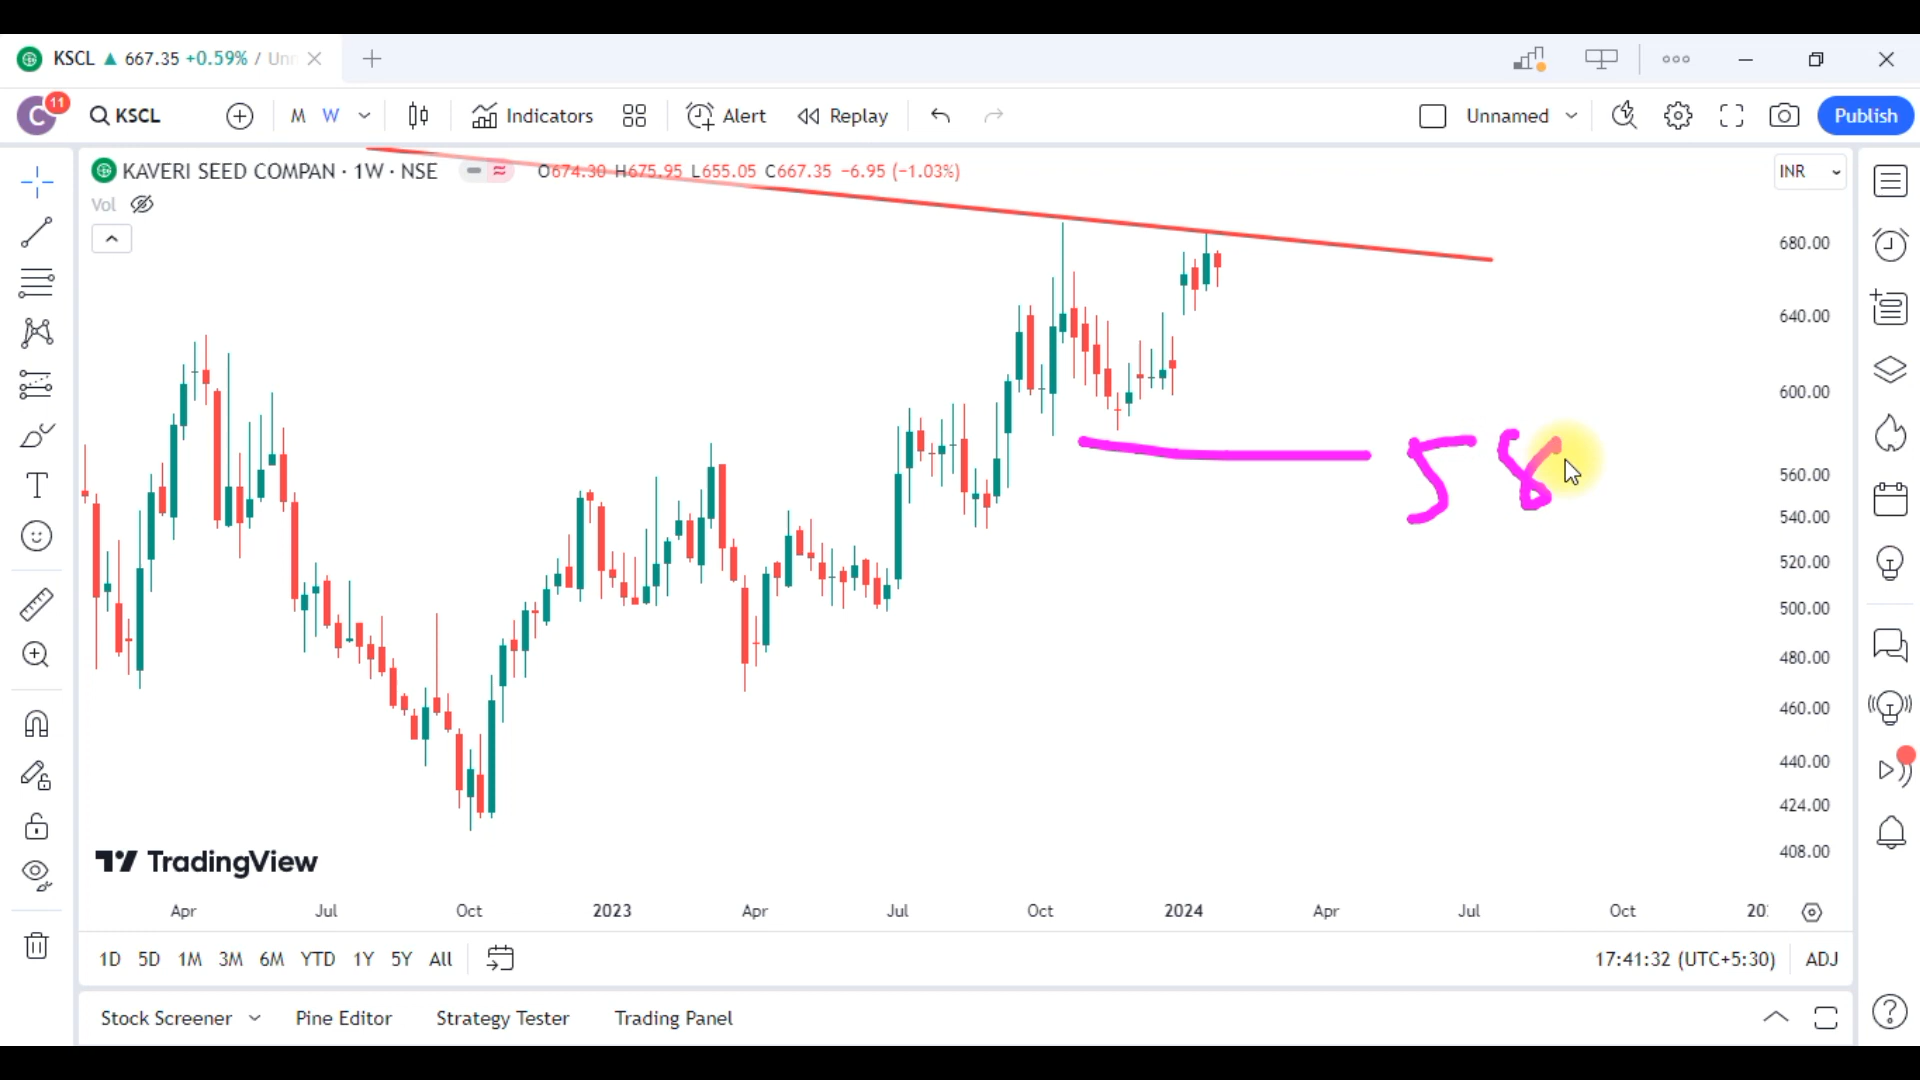 KSCL ▲ 667.35 +0.59% / Unn
C 11 KSCL M W Indicators Alert Replay Unnamed Publish
KAVERI SEED COMPAN · 1W · NSE O674.30 H675.95 L655.05 C667.35 −6.95 (−1.03%) INR
Vol
680.00
640.00
600.00
58
560.00
540.00
520.00
500.00
480.00
460.00
440.00
424.00
408.00
TradingView
Apr Jul Oct 2023 Apr Jul Oct 2024 Apr Jul Oct 20
1D 5D 1M 3M 6M YTD 1Y 5Y All 17:41:32 (UTC+5:30) ADJ
Stock Screener Pine Editor Strategy Tester Trading Panel